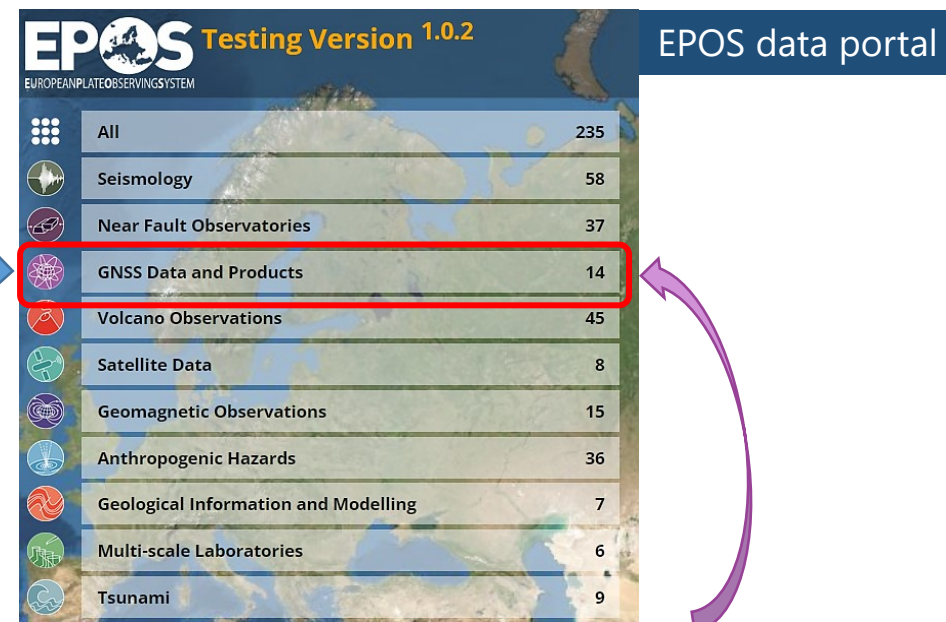 EPOS Testing Version 1.0.2
EUROPEANPLATEOBSERVINGSYSTEM
EPOS data portal
All 235
Seismology 58
Near Fault Observatories 37
GNSS Data and Products 14
Volcano Observations 45
Satellite Data 8
Geomagnetic Observations 15
Anthropogenic Hazards 36
Geological Information and Modelling 7
Multi-scale Laboratories 6
Tsunami 9